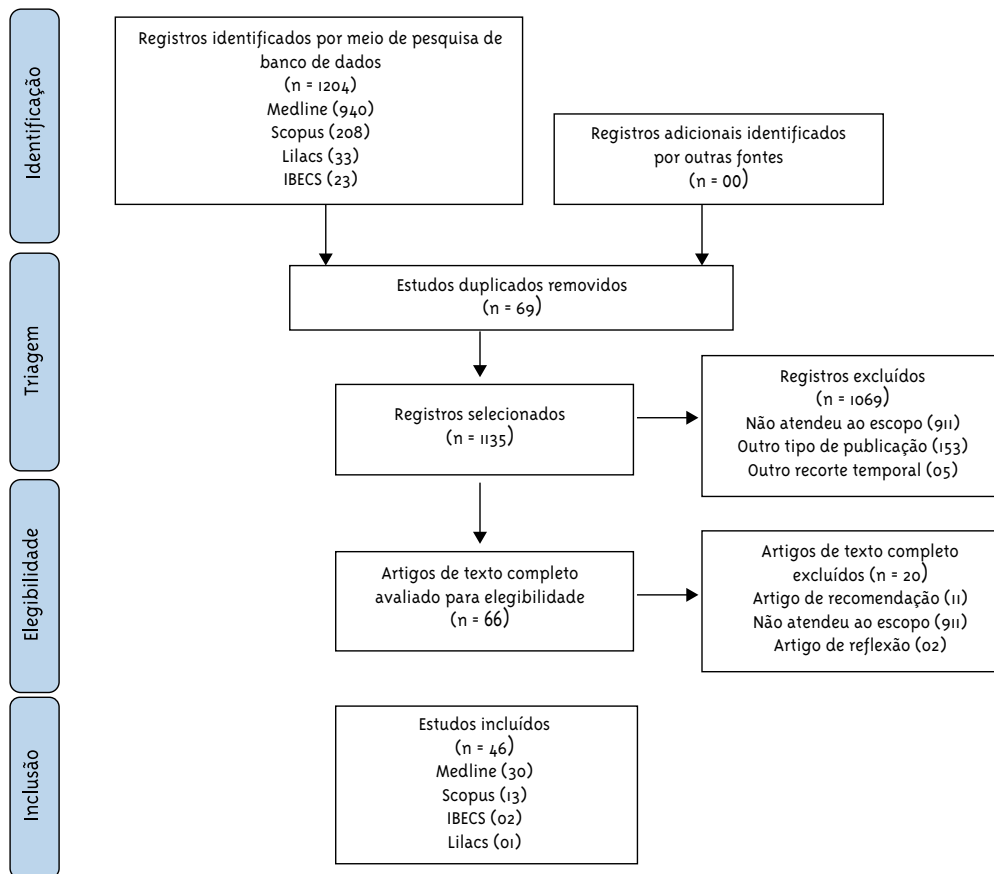 Identificação
Registros identificados por meio de pesquisa de
banco de dados
(n = 1204)
Medline (940)
Scopus (208)
Lilacs (33)
IBECS (23)
Registros adicionais identificados
por outras fontes
(n = 00)
Triagem
Estudos duplicados removidos
(n = 69)
Registros selecionados
(n = 1135)
Registros excluídos
(n = 1069)
Não atendeu ao escopo (911)
Outro tipo de publicação (153)
Outro recorte temporal (05)
Elegibilidade
Artigos de texto completo
avaliado para elegibilidade
(n = 66)
Artigos de texto completo
excluídos (n = 20)
Artigo de recomendação (11)
Não atendeu ao escopo (911)
Artigo de reflexão (02)
Inclusão
Estudos incluídos
(n = 46)
Medline (30)
Scopus (13)
IBECS (02)
Lilacs (01)